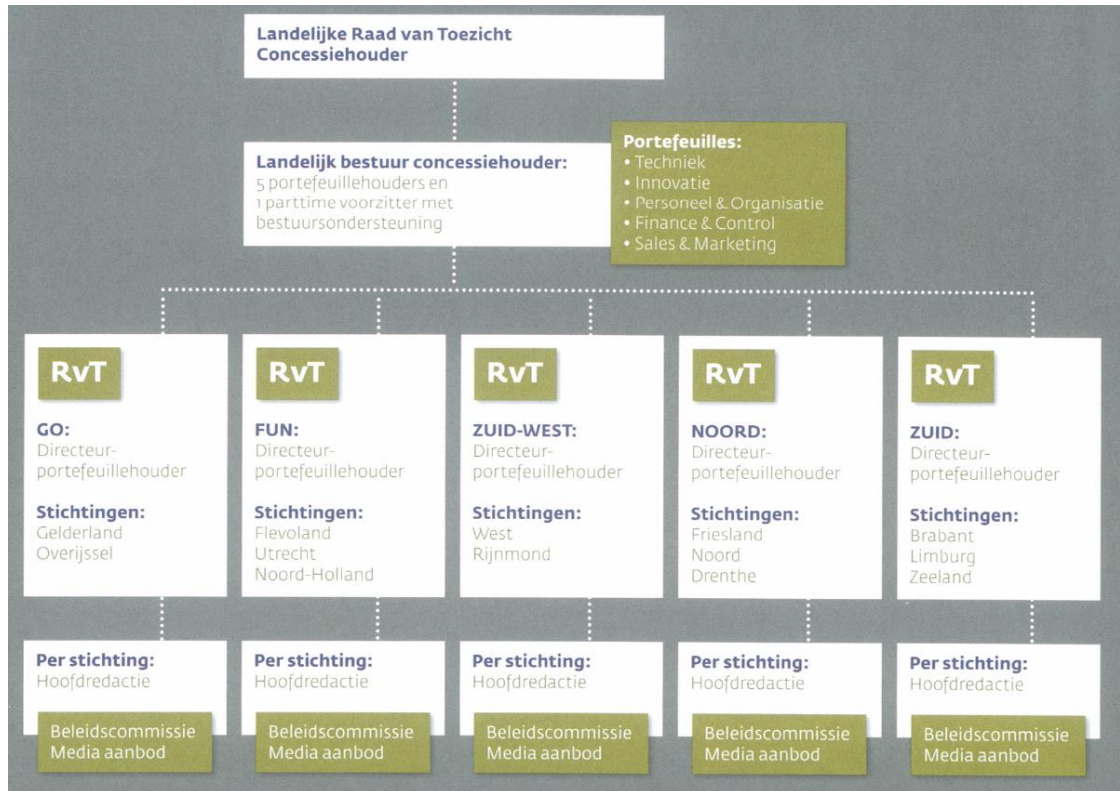 Landelijke Raad van Toezicht
Concessiehouder
Landelijk bestuur concessiehouder:
5 portefeuillehouders en
1 parttime voorzitter met
bestuursondersteuning
Portefeuilles:
• Techniek
• Innovatie
• Personeel & Organisatie
• Finance & Control
• Sales & Marketing
RvT
GO:
Directeur-
portefeuillehouder
Stichtingen:
Gelderland
Overijssel
RvT
FUN:
Directeur-
portefeuillehouder
Stichtingen:
Flevoland
Utrecht
Noord-Holland
RvT
ZUID-WEST:
Directeur-
portefeuillehouder
Stichtingen:
West
Rijnmond
RvT
NOORD:
Directeur-
portefeuillehouder
Stichtingen:
Friesland
Noord
Drenthe
RvT
ZUID:
Directeur-
portefeuillehouder
Stichtingen:
Brabant
Limburg
Zeeland
Per stichting:
Hoofdredactie
Beleidscommissie
Media aanbod
Per stichting:
Hoofdredactie
Beleidscommissie
Media aanbod
Per stichting:
Hoofdredactie
Beleidscommissie
Media aanbod
Per stichting:
Hoofdredactie
Beleidscommissie
Media aanbod
Per stichting:
Hoofdredactie
Beleidscommissie
Media aanbod